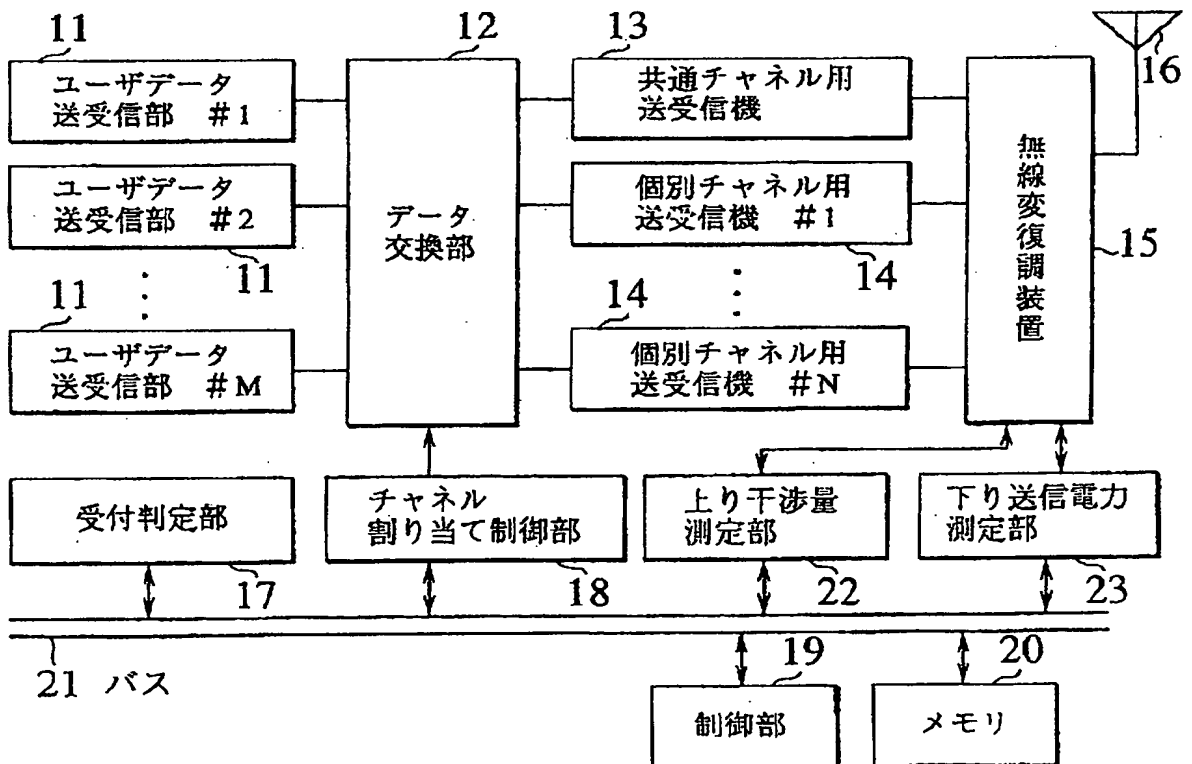 11
ユーザデータ
送受信部 #1
12
データ
交換部
13
共通チャネル用
送受信機
16
ユーザデータ
送受信部 #2
11
個別チャネル用
送受信機 #1
14
無線変復調装置
15
11
ユーザデータ
送受信部 #M
14
個別チャネル用
送受信機 #N
受付判定部
17
チャネル
割り当て制御部
18
上り干渉量
測定部
22
下り送信電力
測定部
23
21 バス
19
制御部
20
メモリ